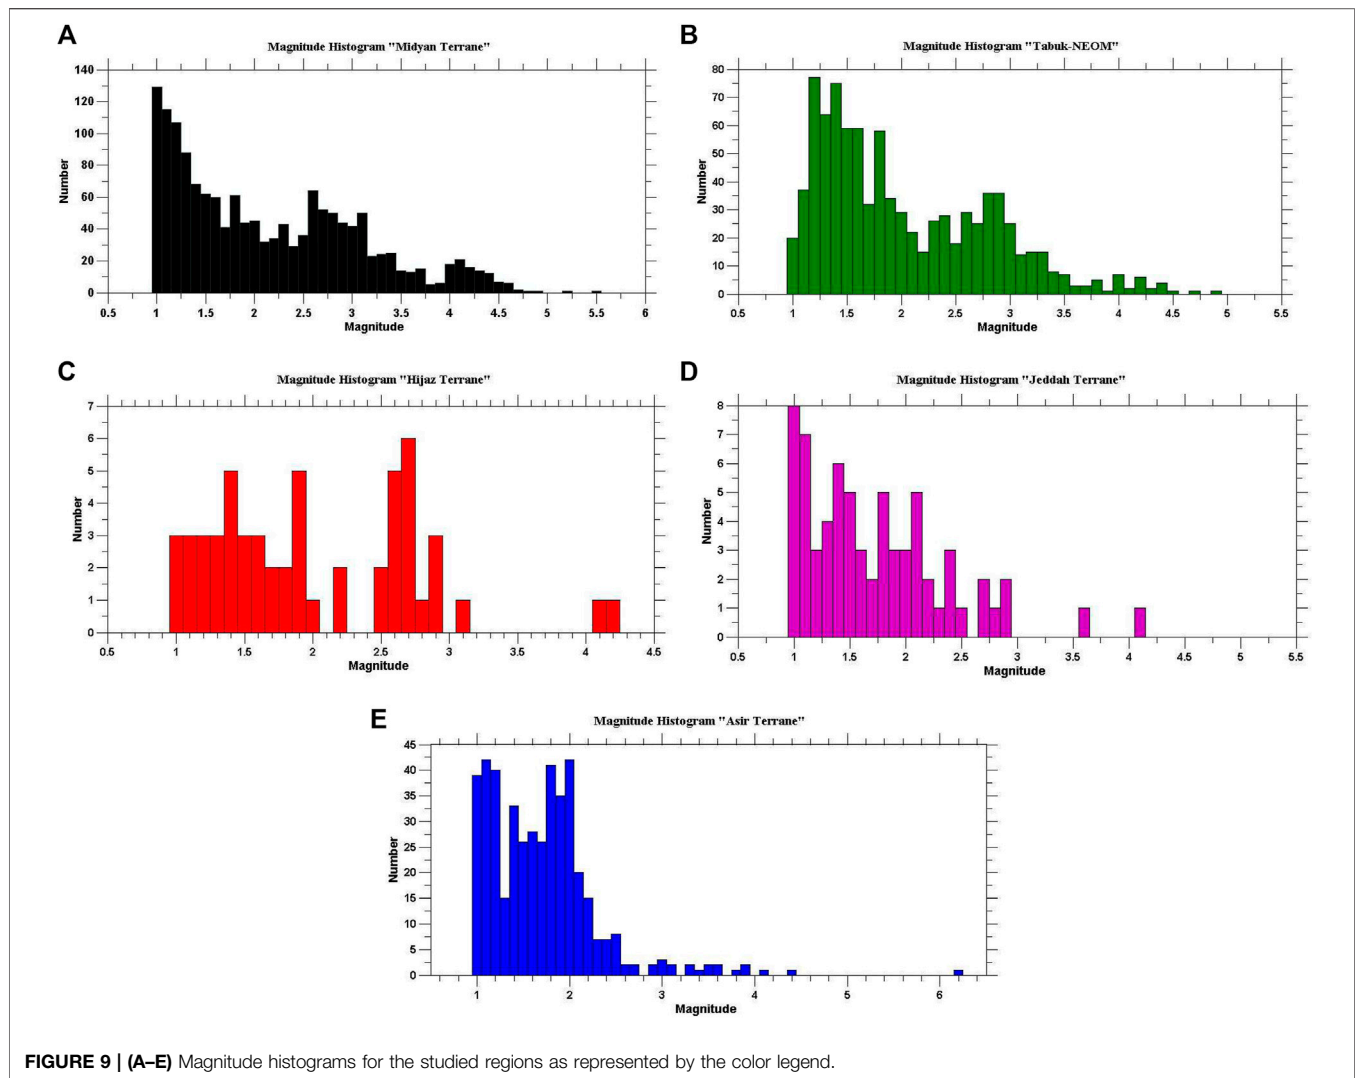 A
Magnitude Histogram "Midyan Terrane"
140
120
100
80
60
40
20
0
Number
0.5 1 1.5 2 2.5 3 3.5 4 4.5 5 5.5 6
Magnitude
B
Magnitude Histogram "Tabuk-NEOM"
80
70
60
50
40
30
20
10
0
Number
0.5 1 1.5 2 2.5 3 3.5 4 4.5 5 5.5
Magnitude
C
Magnitude Histogram "Hijaz Terrane"
7
6
5
4
3
2
1
0
Number
0.5 1 1.5 2 2.5 3 3.5 4 4.5
Magnitude
D
Magnitude Histogram "Jeddah Terrane"
8
7
6
5
4
3
2
1
0
Number
0.5 1 1.5 2 2.5 3 3.5 4 4.5 5 5.5
Magnitude
E
Magnitude Histogram "Asir Terrane"
45
40
35
30
25
20
15
10
5
0
Number
1 2 3 4 5 6
Magnitude
FIGURE 9 | (A–E) Magnitude histograms for the studied regions as represented by the color legend.